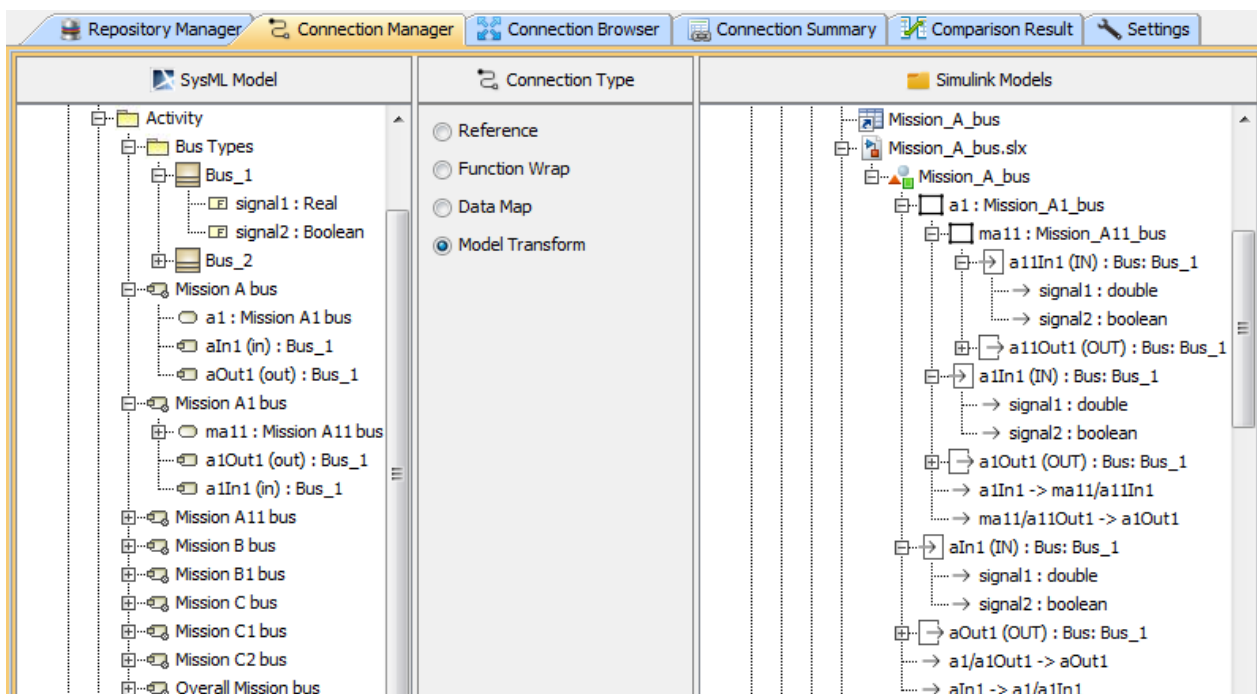 Repository Manager
Connection Manager
Connection Browser
Connection Summary
Comparison Result
Settings
SysML Model
Activity
Bus Types
Bus_1
signal1 : Real
signal2 : Boolean
Bus_2
Mission A bus
a1 : Mission A1 bus
aIn1 (in) : Bus_1
aOut1 (out) : Bus_1
Mission A1 bus
ma11 : Mission A11 bus
a1Out1 (out) : Bus_1
a1In1 (in) : Bus_1
Mission A11 bus
Mission B bus
Mission B1 bus
Mission C bus
Mission C1 bus
Mission C2 bus
Overall Mission bus
Connection Type
Reference
Function Wrap
Data Map
Model Transform
Simulink Models
Mission_A_bus
Mission_A_bus.slx
Mission_A_bus
a1 : Mission_A1_bus
ma11 : Mission_A11_bus
a11In1 (IN) : Bus: Bus_1
signal1 : double
signal2 : boolean
a11Out1 (OUT) : Bus: Bus_1
a1In1 (IN) : Bus: Bus_1
signal1 : double
signal2 : boolean
a1Out1 (OUT) : Bus: Bus_1
a1In1 -> ma11/a11In1
ma11/a11Out1 -> a1Out1
aIn1 (IN) : Bus: Bus_1
signal1 : double
signal2 : boolean
aOut1 (OUT) : Bus: Bus_1
a1/a1Out1 -> aOut1
aIn1 -> a1/a1In1